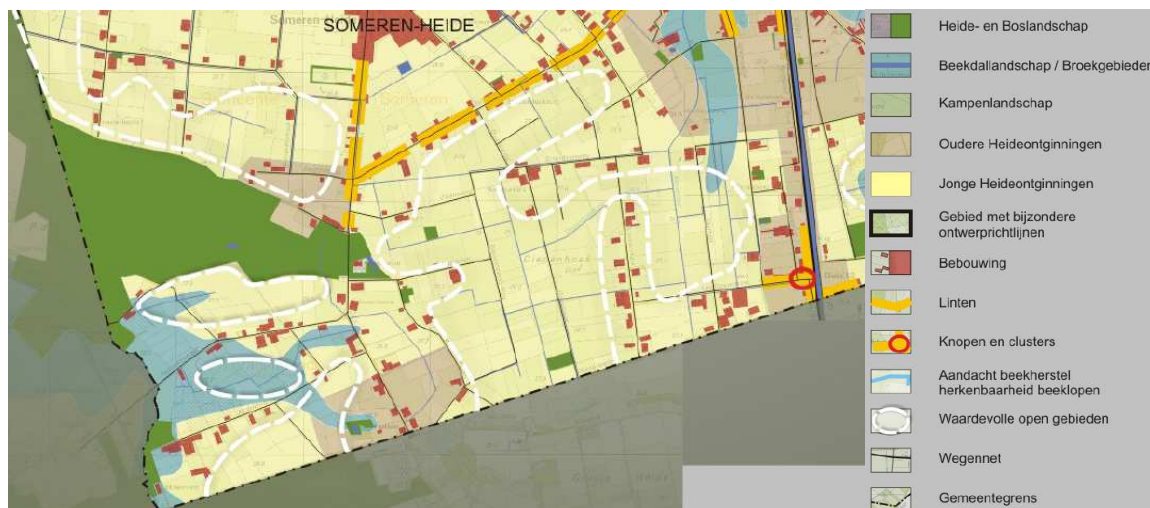 SOMEREN-HEIDE
Someren
Heide- en Boslandschap
Beekdallandschap / Broekgebieden
Kampenlandschap
Oudere Heideontginningen
Jonge Heideontginningen
Gebied met bijzondere
ontwerprichtlijnen
Bebouwing
Linten
Knopen en clusters
Aandacht beekherstel
herkenbaarheid beeklopen
Waardevolle open gebieden
Wegennet
Gemeentegrens